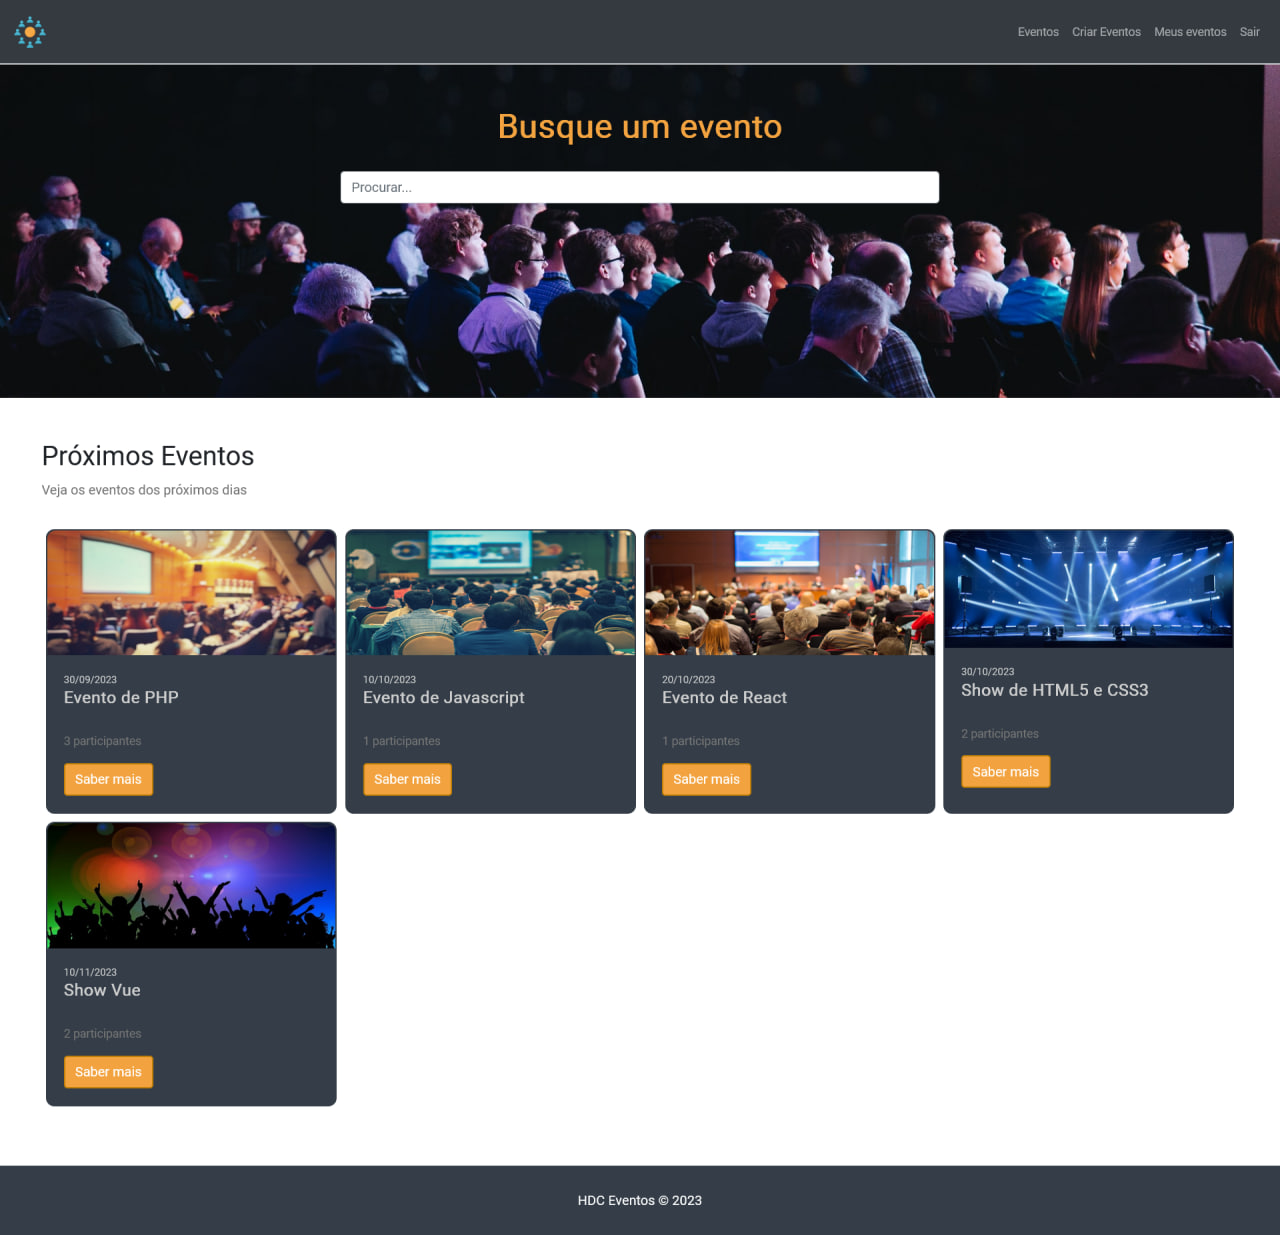 Eventos Criar Eventos Meus eventos Sair
Busque um evento
Procurar...
Próximos Eventos
Veja os eventos dos próximos dias
30/09/2023
Evento de PHP
3 participantes
Saber mais
10/10/2023
Evento de Javascript
1 participantes
Saber mais
20/10/2023
Evento de React
1 participantes
Saber mais
30/10/2023
Show de HTML5 e CSS3
2 participantes
Saber mais
10/11/2023
Show Vue
2 participantes
Saber mais
HDC Eventos © 2023